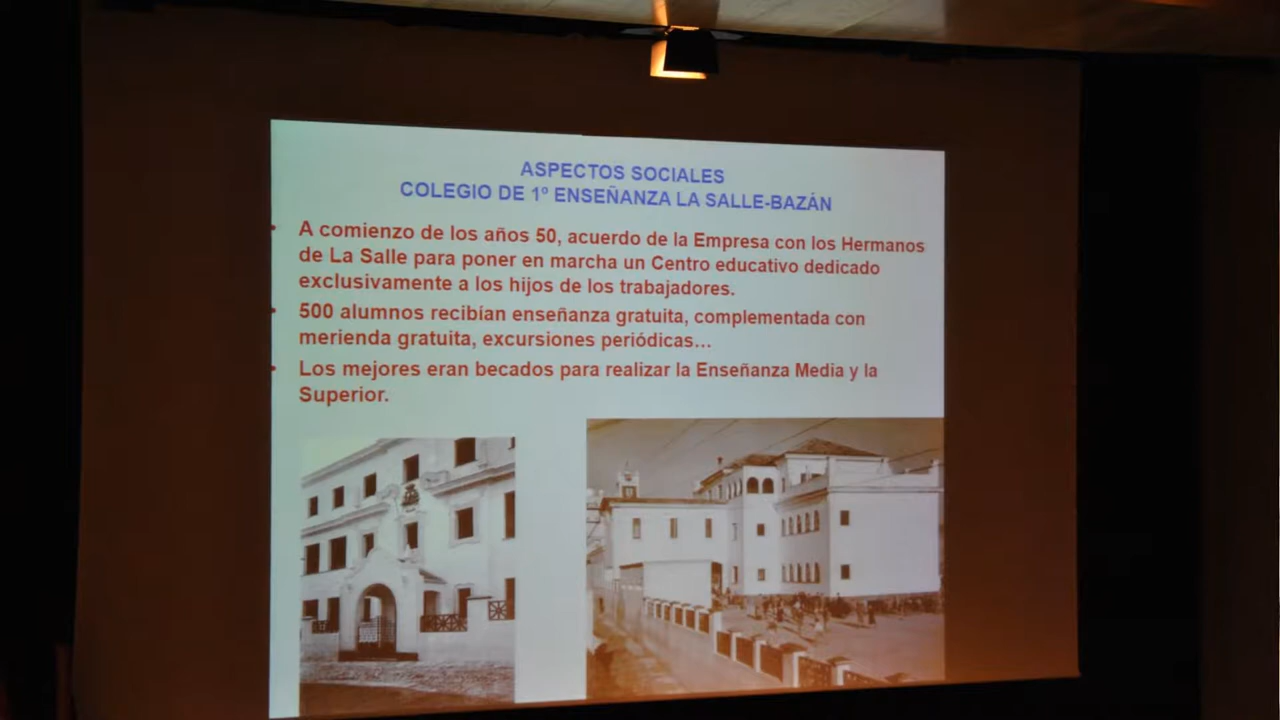 ASPECTOS SOCIALES
COLEGIO DE 1º ENSEÑANZA LA SALLE-BAZÁN
• A comienzo de los años 50, acuerdo de la Empresa con los Hermanos
de La Salle para poner en marcha un Centro educativo dedicado
exclusivamente a los hijos de los trabajadores.
• 500 alumnos recibían enseñanza gratuita, complementada con
merienda gratuita, excursiones periódicas...
• Los mejores eran becados para realizar la Enseñanza Media y la
Superior.